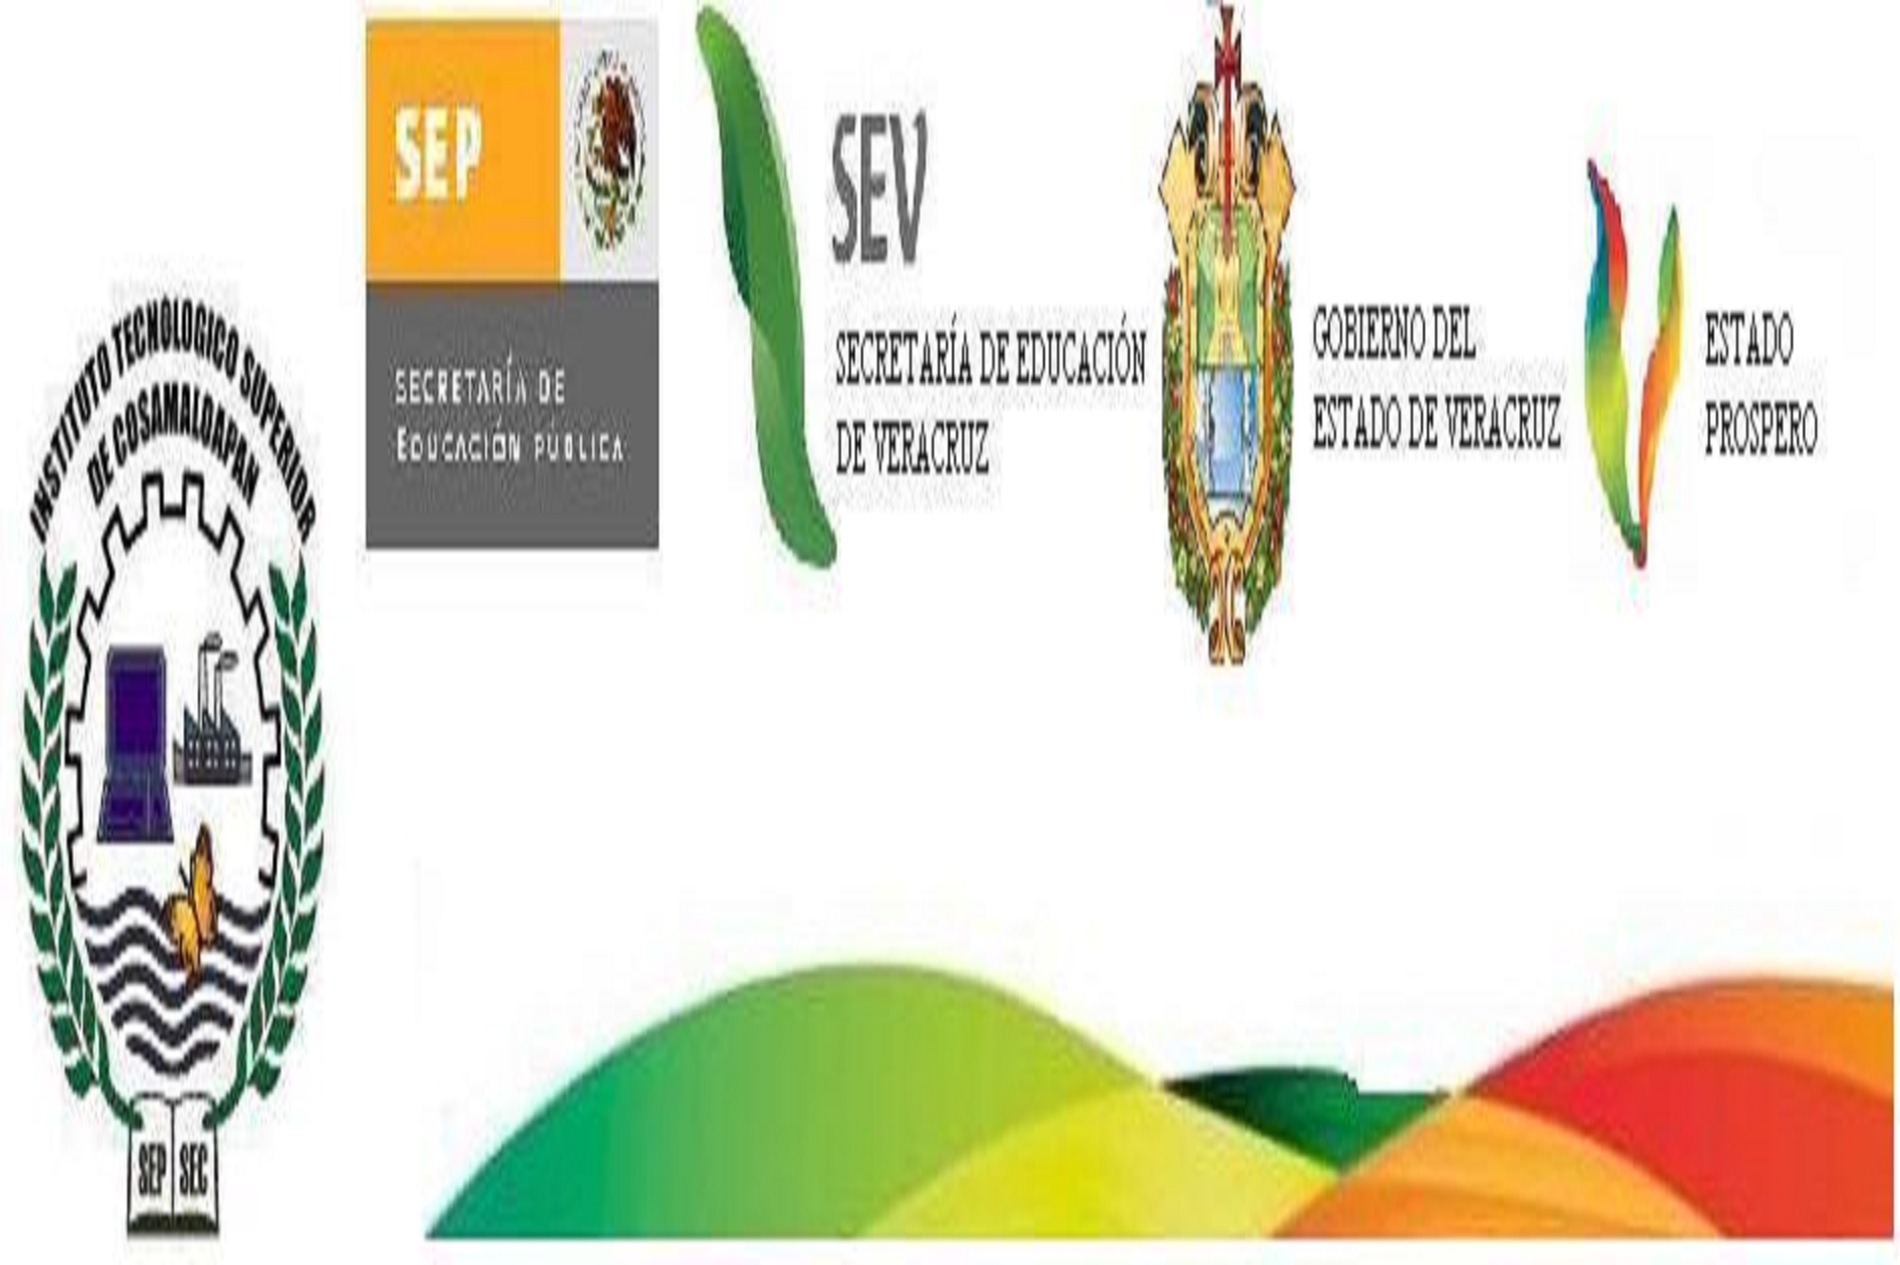 INSTITUTO TECNOLOGICO SUPERIOR
DE COSAMALOAPAN
SEP SEC
SEP
SECRETARÍA DE
EDUCACIÓN PÚBLICA
SEV
SECRETARÍA DE EDUCACIÓN
DE VERACRUZ
GOBIERNO DEL
ESTADO DE VERACRUZ
ESTADO
PROSPERO